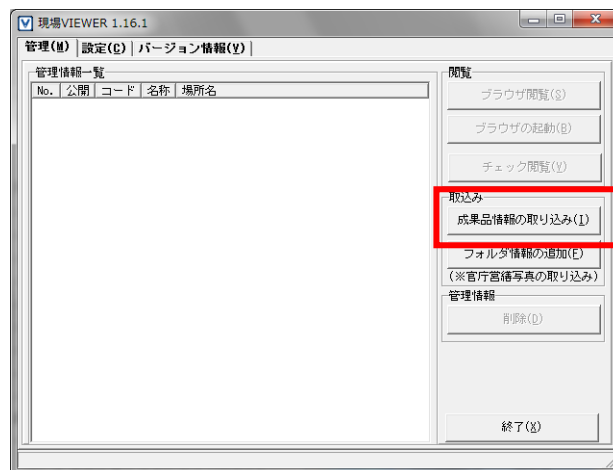 現場VIEWER 1.16.1
管理(M) 設定(C) バージョン情報(V)
管理情報一覧
No. 公開 コード 名称 場所名
閲覧
ブラウザ閲覧(S)
ブラウザの起動(B)
チェック閲覧(V)
取込み
成果品情報の取り込み(I)
フォルダ情報の追加(F)
(※官庁営繕写真の取り込み)
管理情報
削除(D)
終了(X)